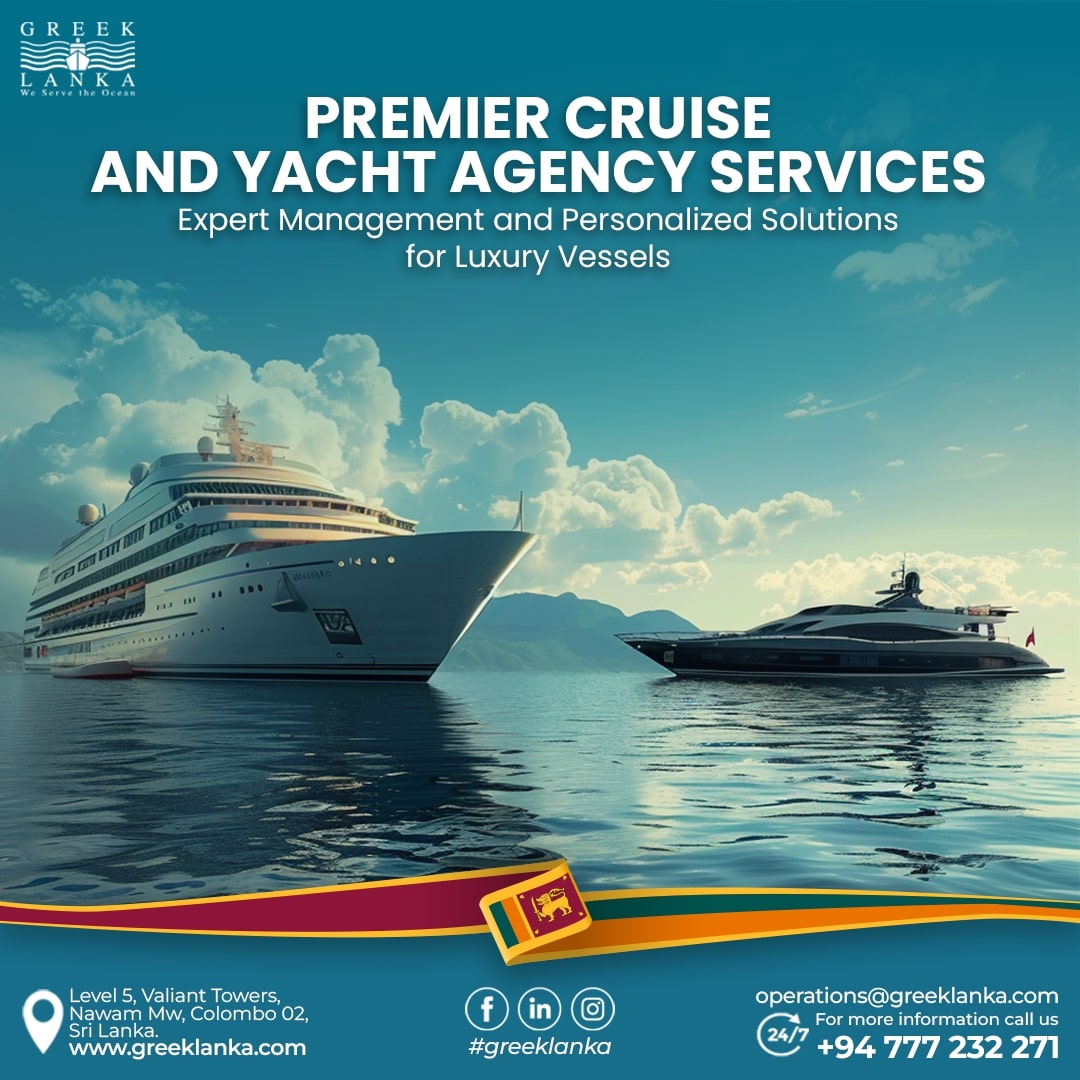 GREEK
LANKA
We Serve the Ocean
PREMIER CRUISE
AND YACHT AGENCY SERVICES
Expert Management and Personalized Solutions
for Luxury Vessels
Level 5, Valiant Towers,
Nawam Mw, Colombo 02,
Sri Lanka.
www.greeklanka.com
#greeklanka
operations@greeklanka.com
For more information call us
24/7
+94 777 232 271